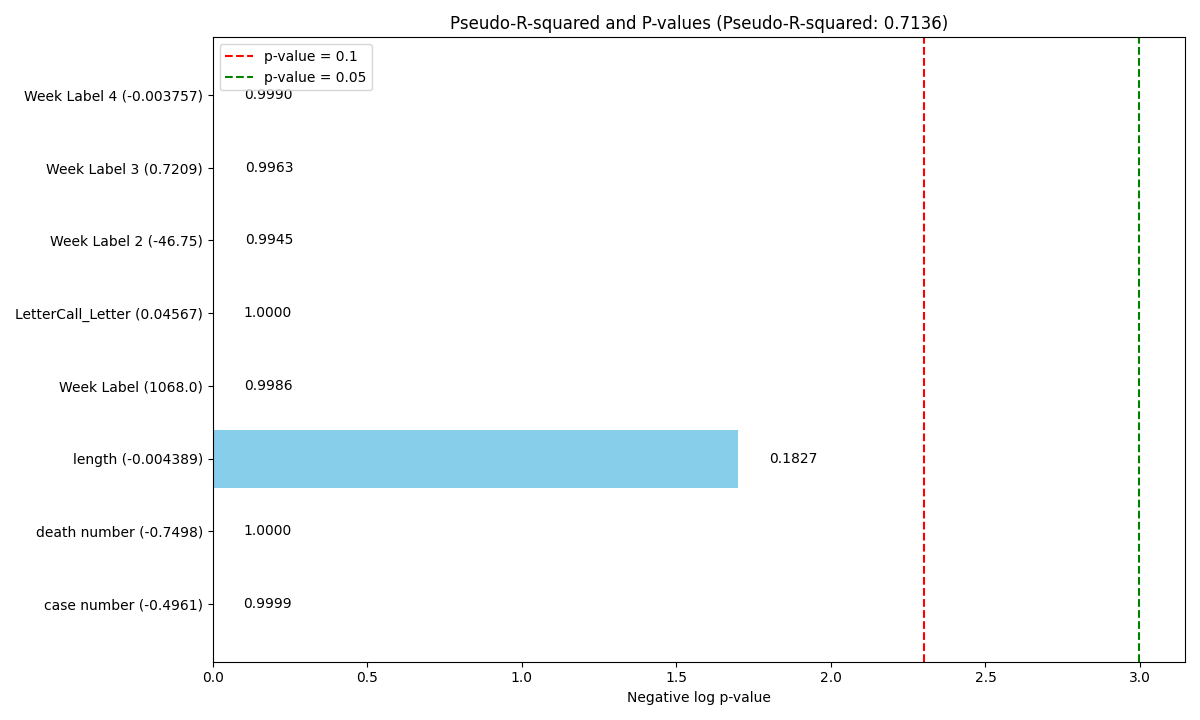 Pseudo-R-squared and P-values (Pseudo-R-squared: 0.7136)
p-value = 0.1
p-value = 0.05
Week Label 4 (-0.003757) 0.9990
Week Label 3 (0.7209) 0.9963
Week Label 2 (-46.75) 0.9945
LetterCall_Letter (0.04567) 1.0000
Week Label (1068.0) 0.9986
length (-0.004389) 0.1827
death number (-0.7498) 1.0000
case number (-0.4961) 0.9999
0.0 0.5 1.0 1.5 2.0 2.5 3.0
Negative log p-value